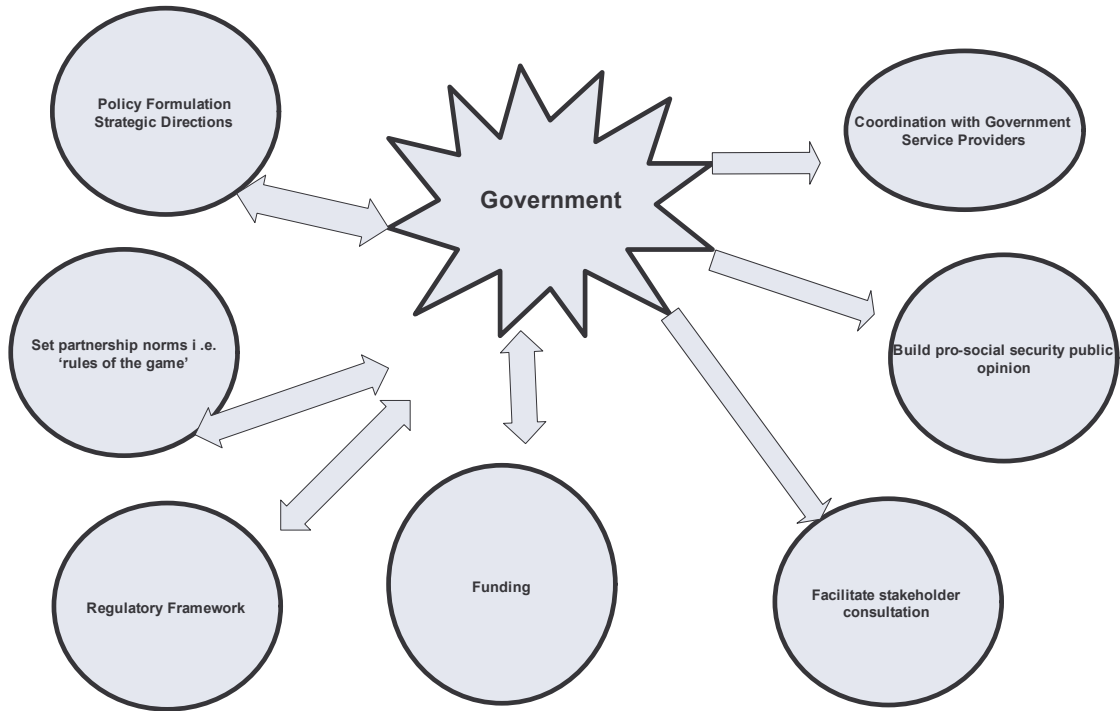 Policy Formulation
Strategic Directions
Government
Coordination with Government
Service Providers
Set partnership norms i .e.
‘rules of the game’
Build pro-social security public
opinion
Regulatory Framework
Funding
Facilitate stakeholder
consultation